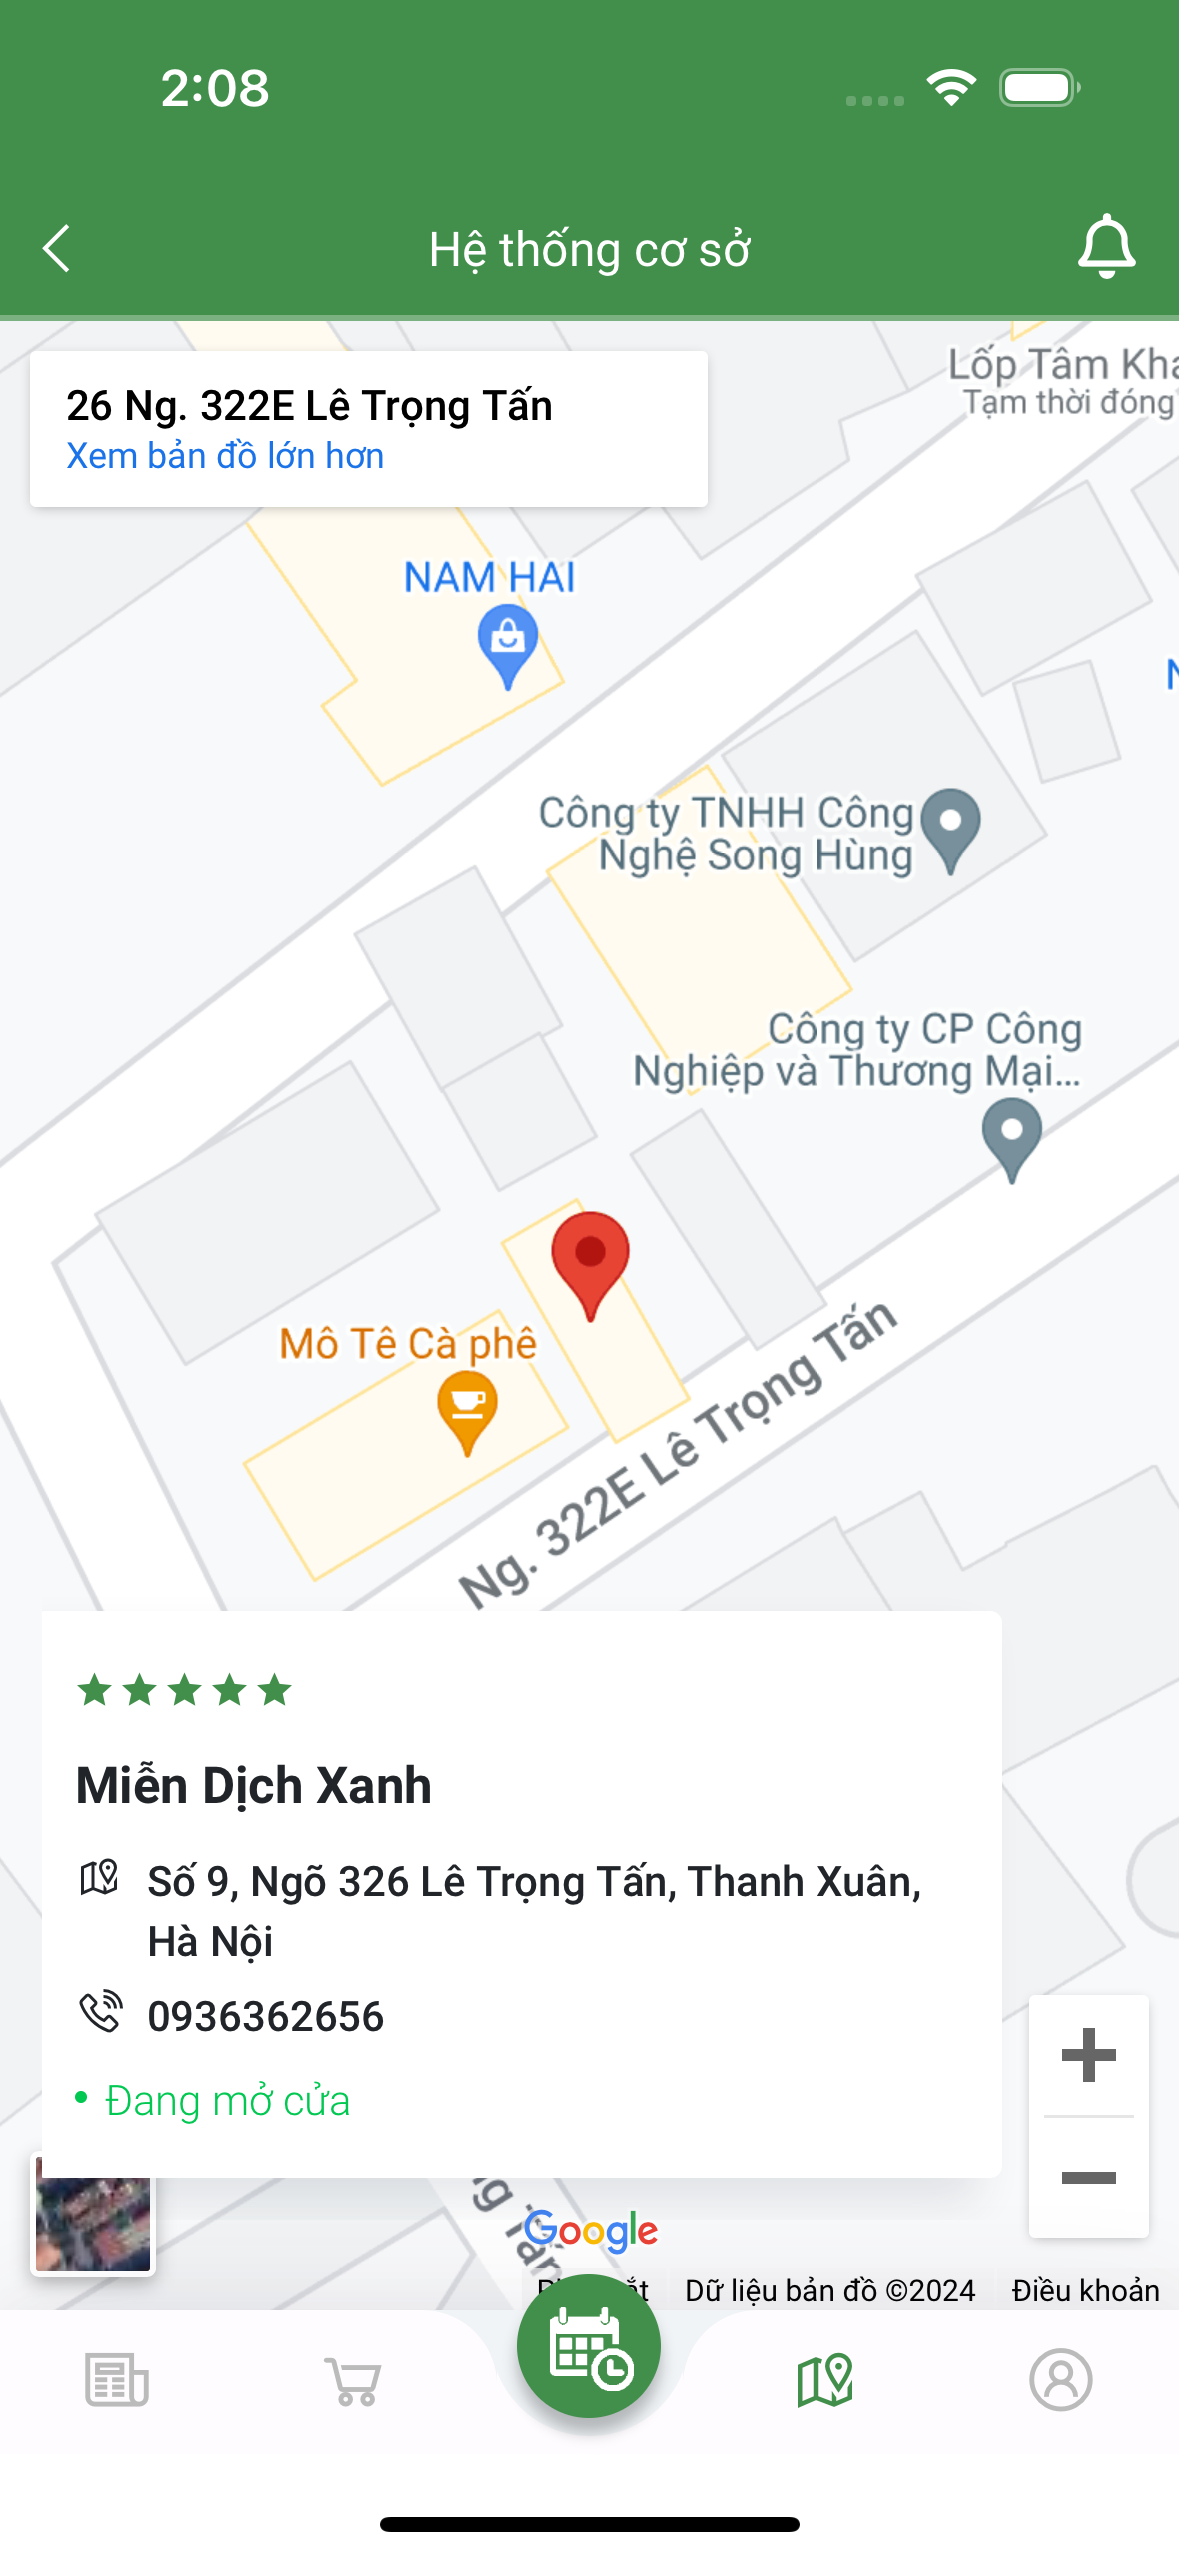 2:08
Hệ thống cơ sở
26 Ng. 322E Lê Trọng Tấn
Xem bản đồ lớn hơn
Lốp Tâm
Tạm thời đóng
NAM HAI
Công ty TNHH Công
Nghệ Song Hùng
Công ty CP Công
Nghiệp và Thương Mại...
Mô Tê Cà phê
Ng. 322E Lê Trọng Tấn
Miễn Dịch Xanh
Số 9, Ngõ 326 Lê Trọng Tấn, Thanh Xuân,
Hà Nội
0936362656
Đang mở cửa
Google
Dữ liệu bản đồ ©2024
Điều khoản